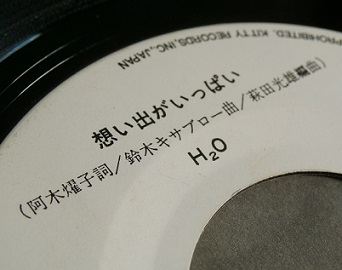 PROHIBITED. KITTY RECORDS, INC. JAPAN
想い出がいっぱい
(阿木燿子詞/鈴木キサブロー曲/萩田光雄編曲)
H₂O